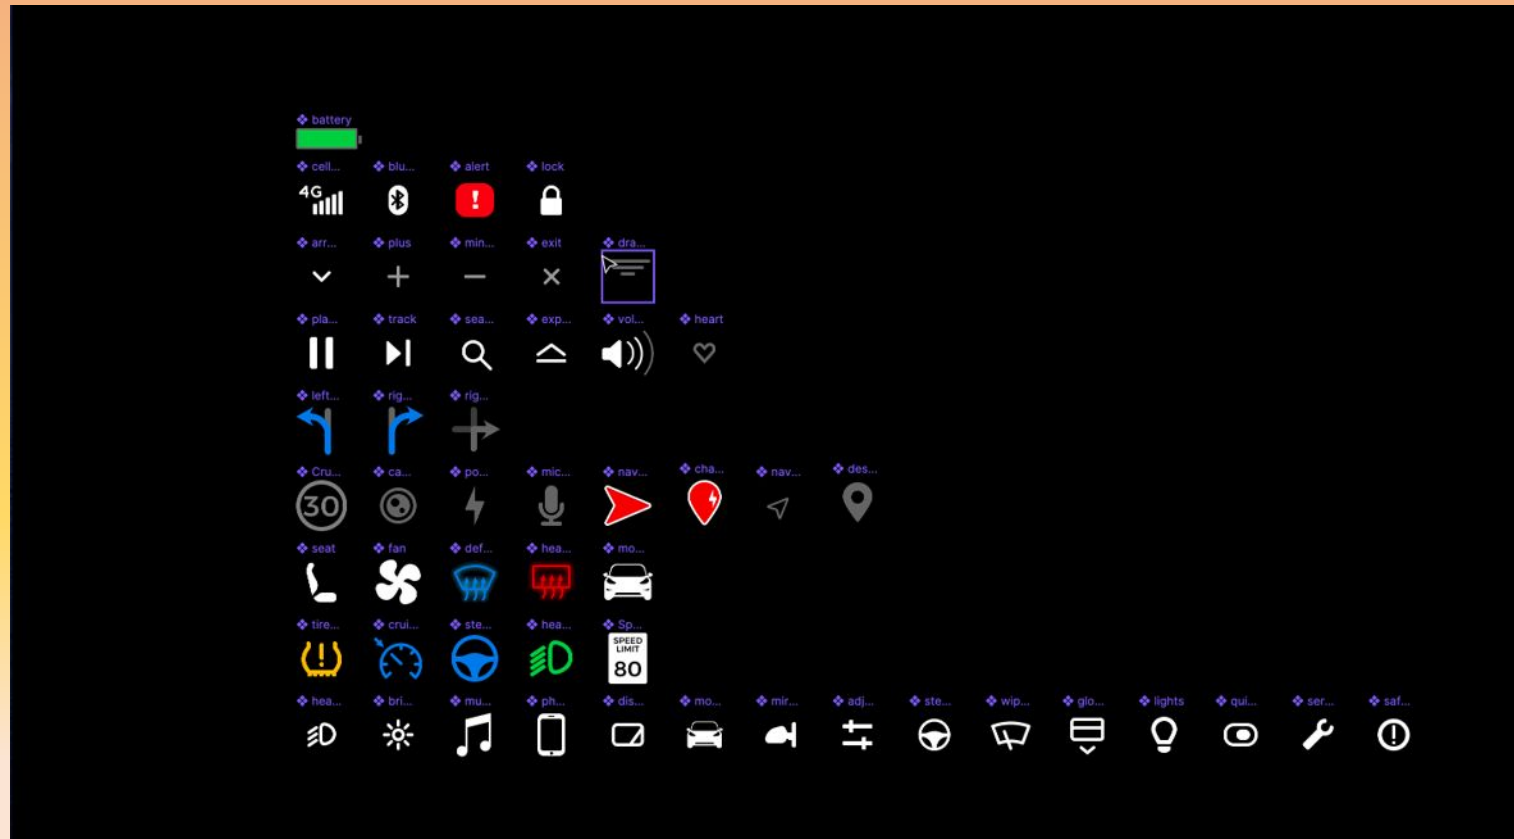 battery
cell... blu... alert lock
4G
!
arr... plus min... exit dra...
pla... track sea... exp... vol... heart
left... rig... rig...
Cru... ca... po... mic... nav... cha... nav... des...
30
seat fan def... hea... mo...
tire... crui... ste... hea... Sp...
!
SPEED
LIMIT
80
hea... bri... mu... ph... dis... mo... mir... adj... ste... wip... glo... lights qui... ser... saf...
!